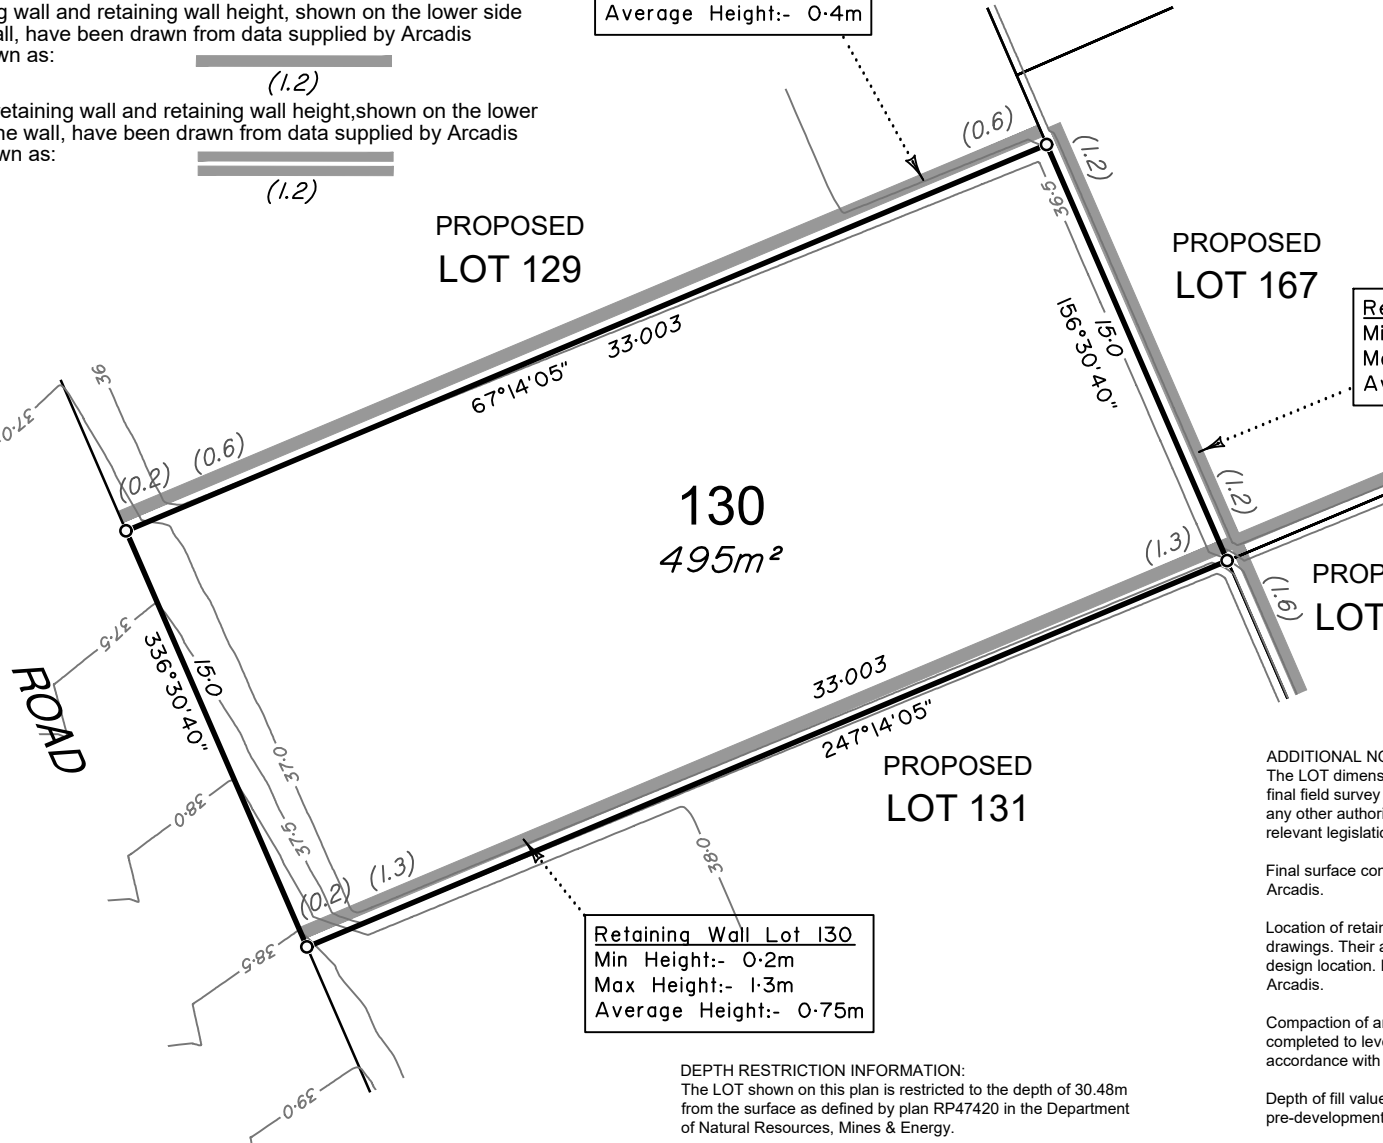 ng wall and retaining wall height, shown on the lower side
all, have been drawn from data supplied by Arcadis
wn as:
(1.2)
retaining wall and retaining wall height,shown on the lower
he wall, have been drawn from data supplied by Arcadis
wn as:
(1.2)
Average Height:- 0·4m
(0.6)
(1.2)
36·5
PROPOSED
LOT 129
PROPOSED
LOT 167
Re
Mi
Av
33·003
67°14'05"
15·0
156°30'40"
36
37.0
(0.2)
(0.6)
130
495m²
(1.2)
(1.3)
(1.6)
PROP
LOT
37.5
ROAD
15·0
336°30'40"
33·003
247°14'05"
PROPOSED
LOT 131
37·0
38.0
37·5
38·0
(0.2)
(1.3)
38.5
39.0
Retaining Wall Lot 130
Min Height:- 0·2m
Max Height:- 1·3m
Average Height:- 0·75m
DEPTH RESTRICTION INFORMATION:
The LOT shown on this plan is restricted to the depth of 30.48m
from the surface as defined by plan RP47420 in the Department
of Natural Resources, Mines & Energy.
ADDITIONAL NO
The LOT dimens
final field survey
any other authori
relevant legislatio
Final surface con
Arcadis.
Location of retain
drawings. Their a
design location.
Arcadis.
Compaction of a
completed to leve
accordance with
Depth of fill value
pre-development